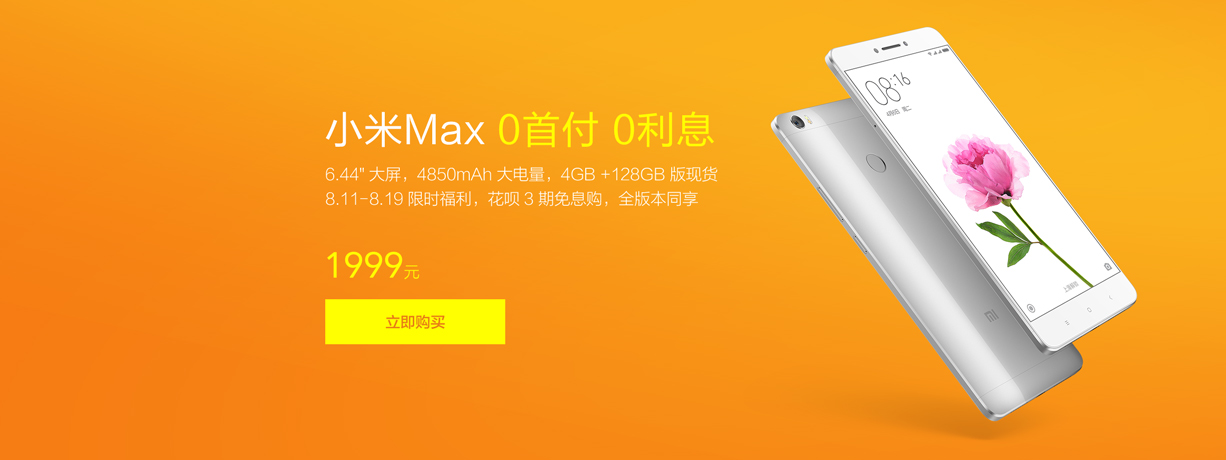 小米Max 0首付 0利息
6.44" 大屏，4850mAh 大电量，4GB +128GB 版现货
8.11-8.19 限时福利，花呗 3 期免息购，全版本同享
1999元
立即购买
08:16